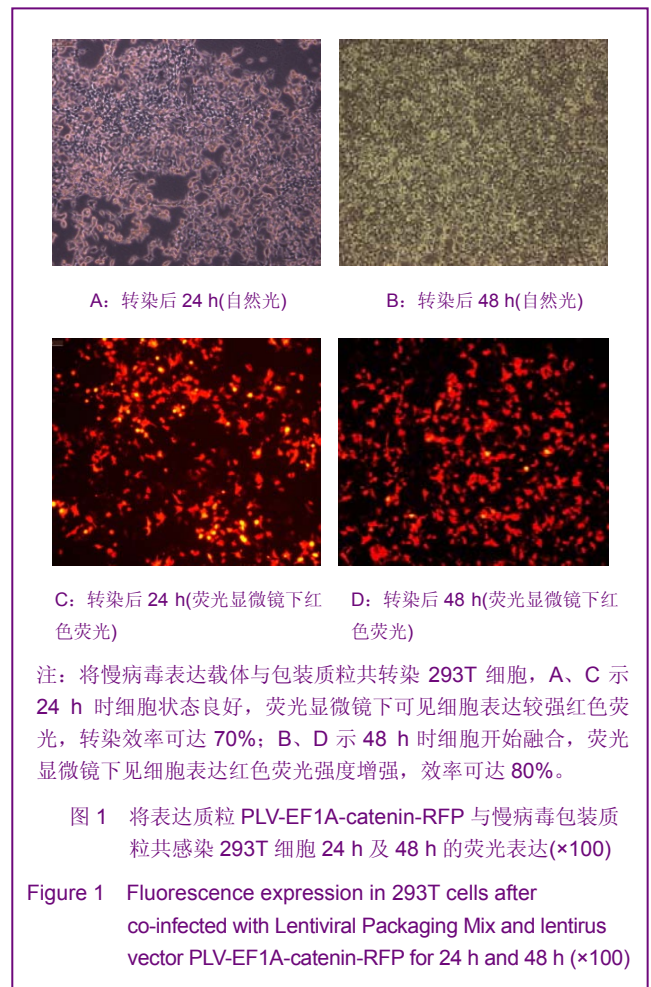 A：转染后 24 h(自然光)
B：转染后 48 h(自然光)
C：转染后 24 h(荧光显微镜下红
色荧光)
D：转染后 48 h(荧光显微镜下红
色荧光)
注：将慢病毒表达载体与包装质粒共转染 293T 细胞，A、C 示
24 h 时细胞状态良好，荧光显微镜下可见细胞表达较强红色荧
光，转染效率可达 70%；B、D 示 48 h 时细胞开始融合，荧光
显微镜下见细胞表达红色荧光强度增强，效率可达 80%。
图 1 将表达质粒 PLV-EF1A-catenin-RFP 与慢病毒包装质
粒共感染 293T 细胞 24 h 及 48 h 的荧光表达(×100)
Figure 1 Fluorescence expression in 293T cells after
co-infected with Lentiviral Packaging Mix and lentirus
vector PLV-EF1A-catenin-RFP for 24 h and 48 h (×100)